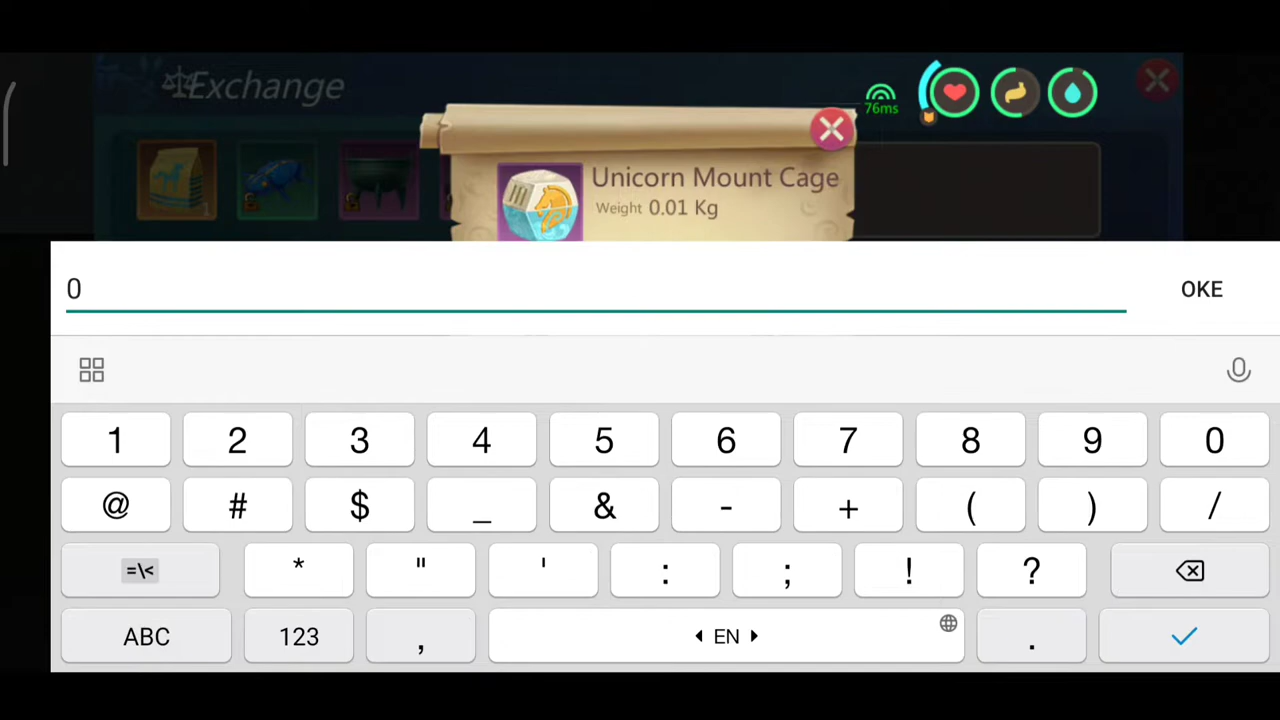 Exchange
76ms
Unicorn Mount Cage
Weight 0.01 Kg
1
0
OKE
1 2 3 4 5 6 7 8 9 0
@ # $ _ & - + ( ) /
=\< * " ' : ; ! ?
ABC 123 , EN .